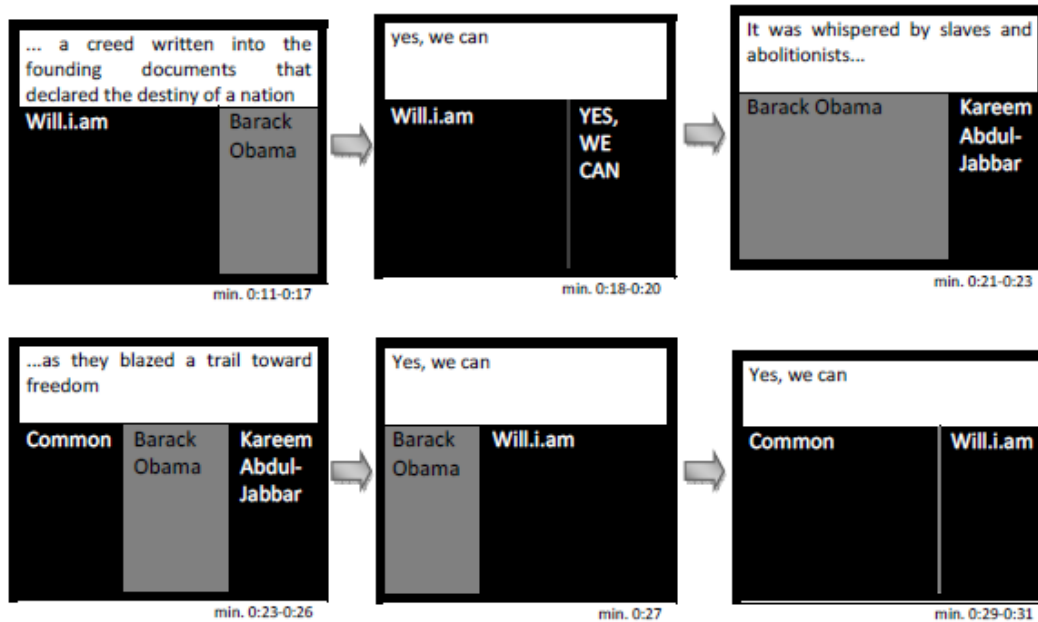 ... a creed written into the
founding documents that
declared the destiny of a nation
Will.i.am
Barack
Obama
min. 0:11-0:17
yes, we can
Will.i.am
YES,
WE
CAN
min. 0:18-0:20
It was whispered by slaves and
abolitionists...
Barack Obama
Kareem
Abdul-
Jabbar
min. 0:21-0:23
...as they blazed a trail toward
freedom
Common
Barack
Obama
Kareem
Abdul-
Jabbar
min. 0:23-0:26
Yes, we can
Barack
Obama
Will.i.am
min. 0:27
Yes, we can
Common
Will.i.am
min. 0:29-0:31